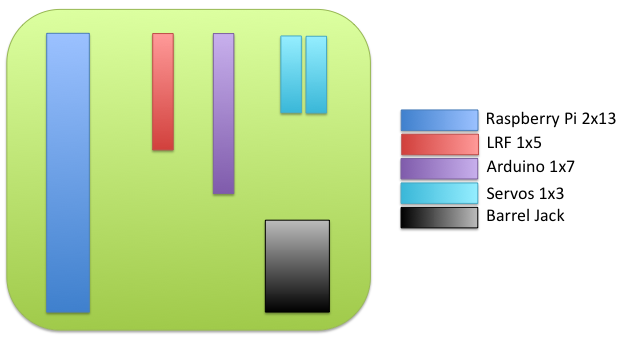 Raspberry Pi 2x13
LRF 1x5
Arduino 1x7
Servos 1x3
Barrel Jack